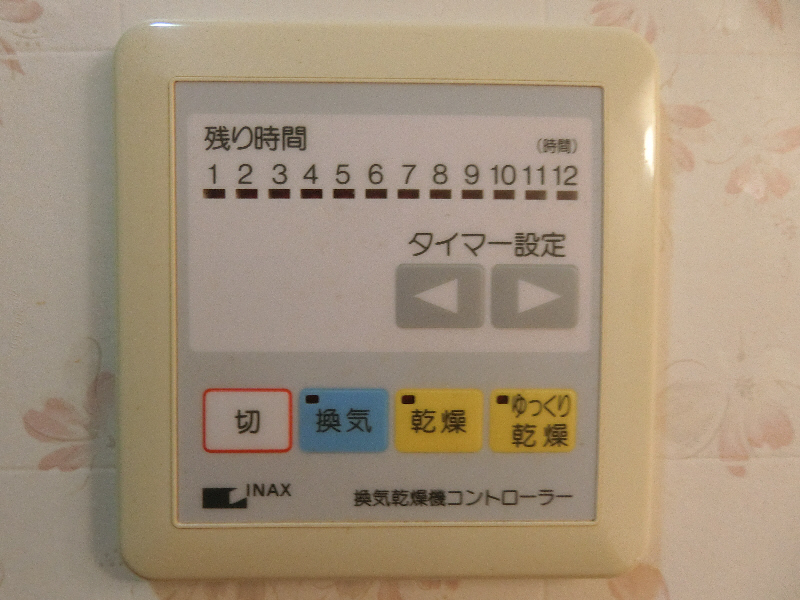 残り時間
(時間)
1 2 3 4 5 6 7 8 9 10 11 12
タイマー設定
切
換気
乾燥
ゆっくり
乾燥
INAX
換気乾燥機コントローラー